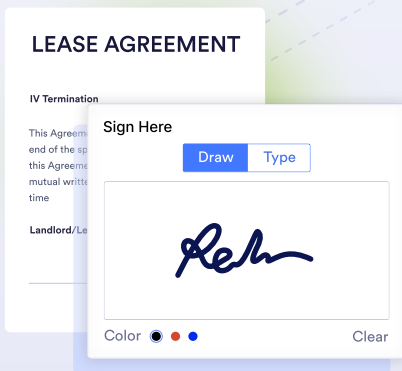 LEASE AGREEMENT
IV Termination
This Agreeme
end of the sp
this Agreeme
mutual writte
time
Landlord/Le
Sign Here
Draw Type
Color
Clear